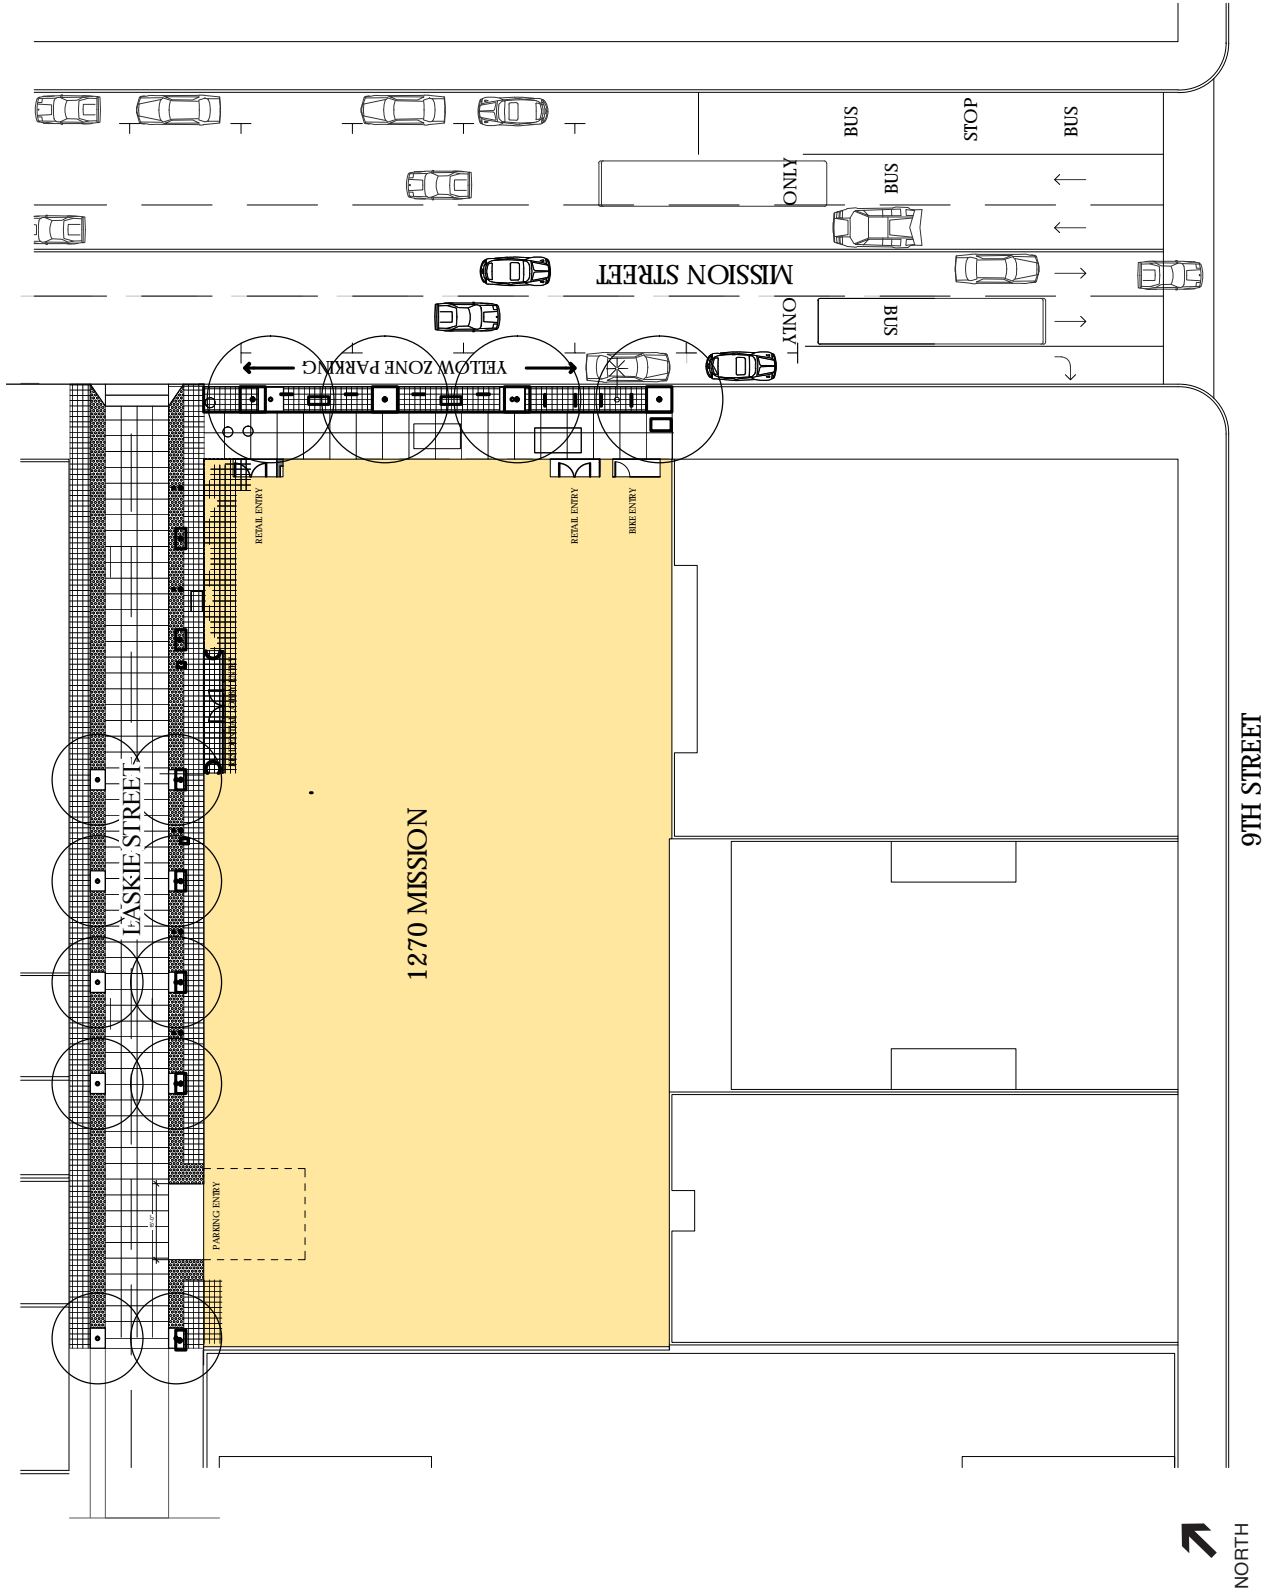 BUS
STOP
BUS
ONLY
BUS
MISSION STREET
ONLY
BUS
YELLOW ZONE PARKING
RETAIL ENTRY
RETAIL ENTRY
BIKE ENTRY
LASKIE STREET
1270 MISSION
9TH STREET
PARKING ENTRY
NORTH